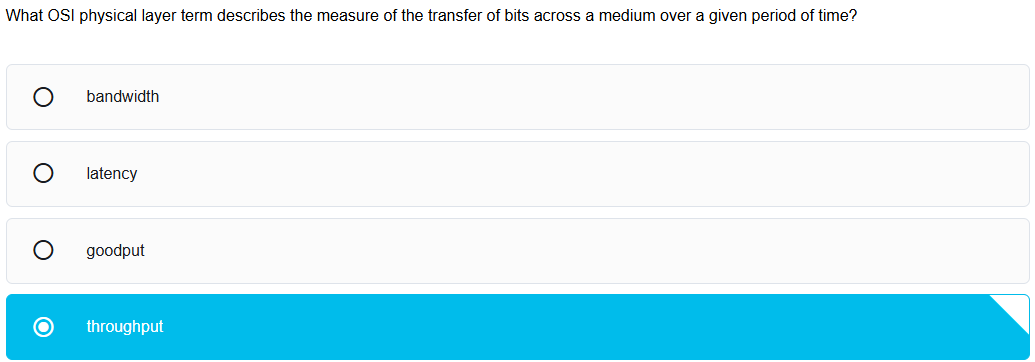 What OSI physical layer term describes the measure of the transfer of bits across a medium over a given period of time?
bandwidth
latency
goodput
throughput